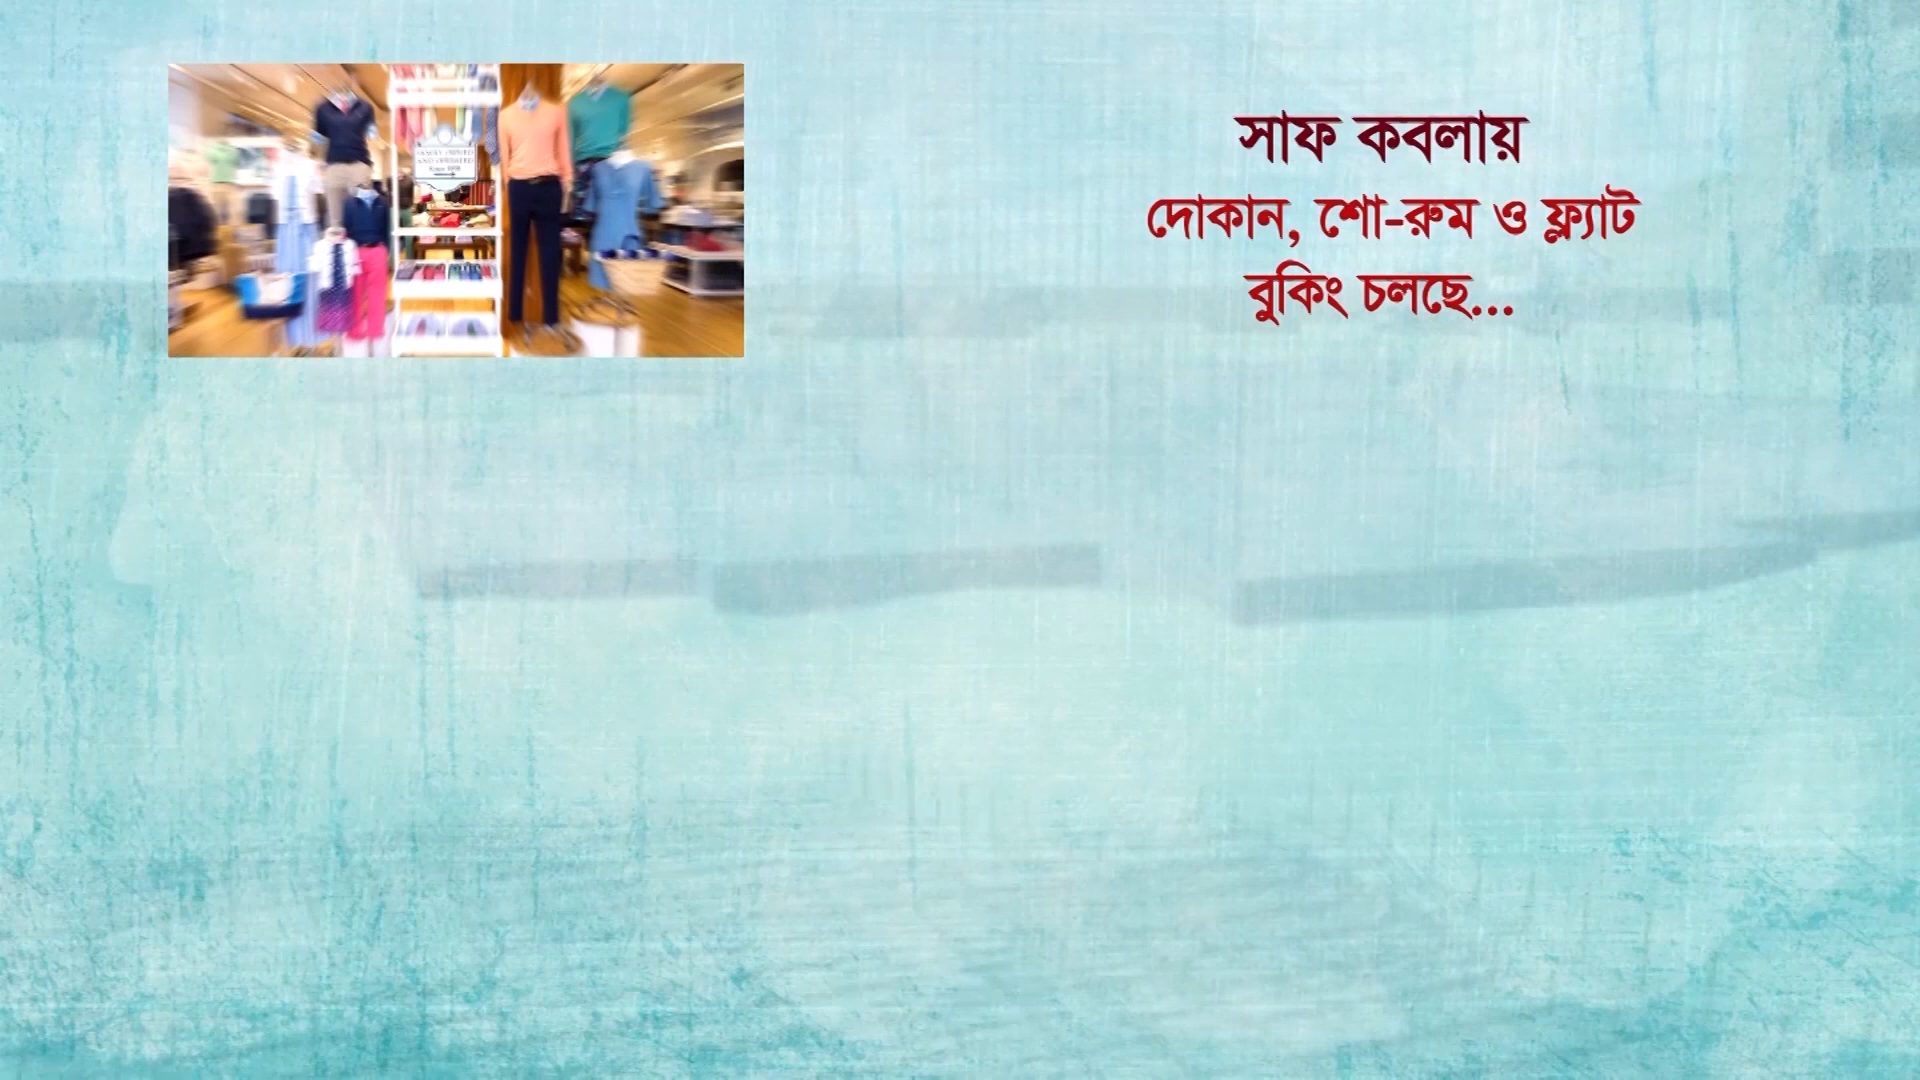 সাফ কবলায়
দোকান, শো-রুম ও ফ্ল্যাট
বুকিং চলছে...